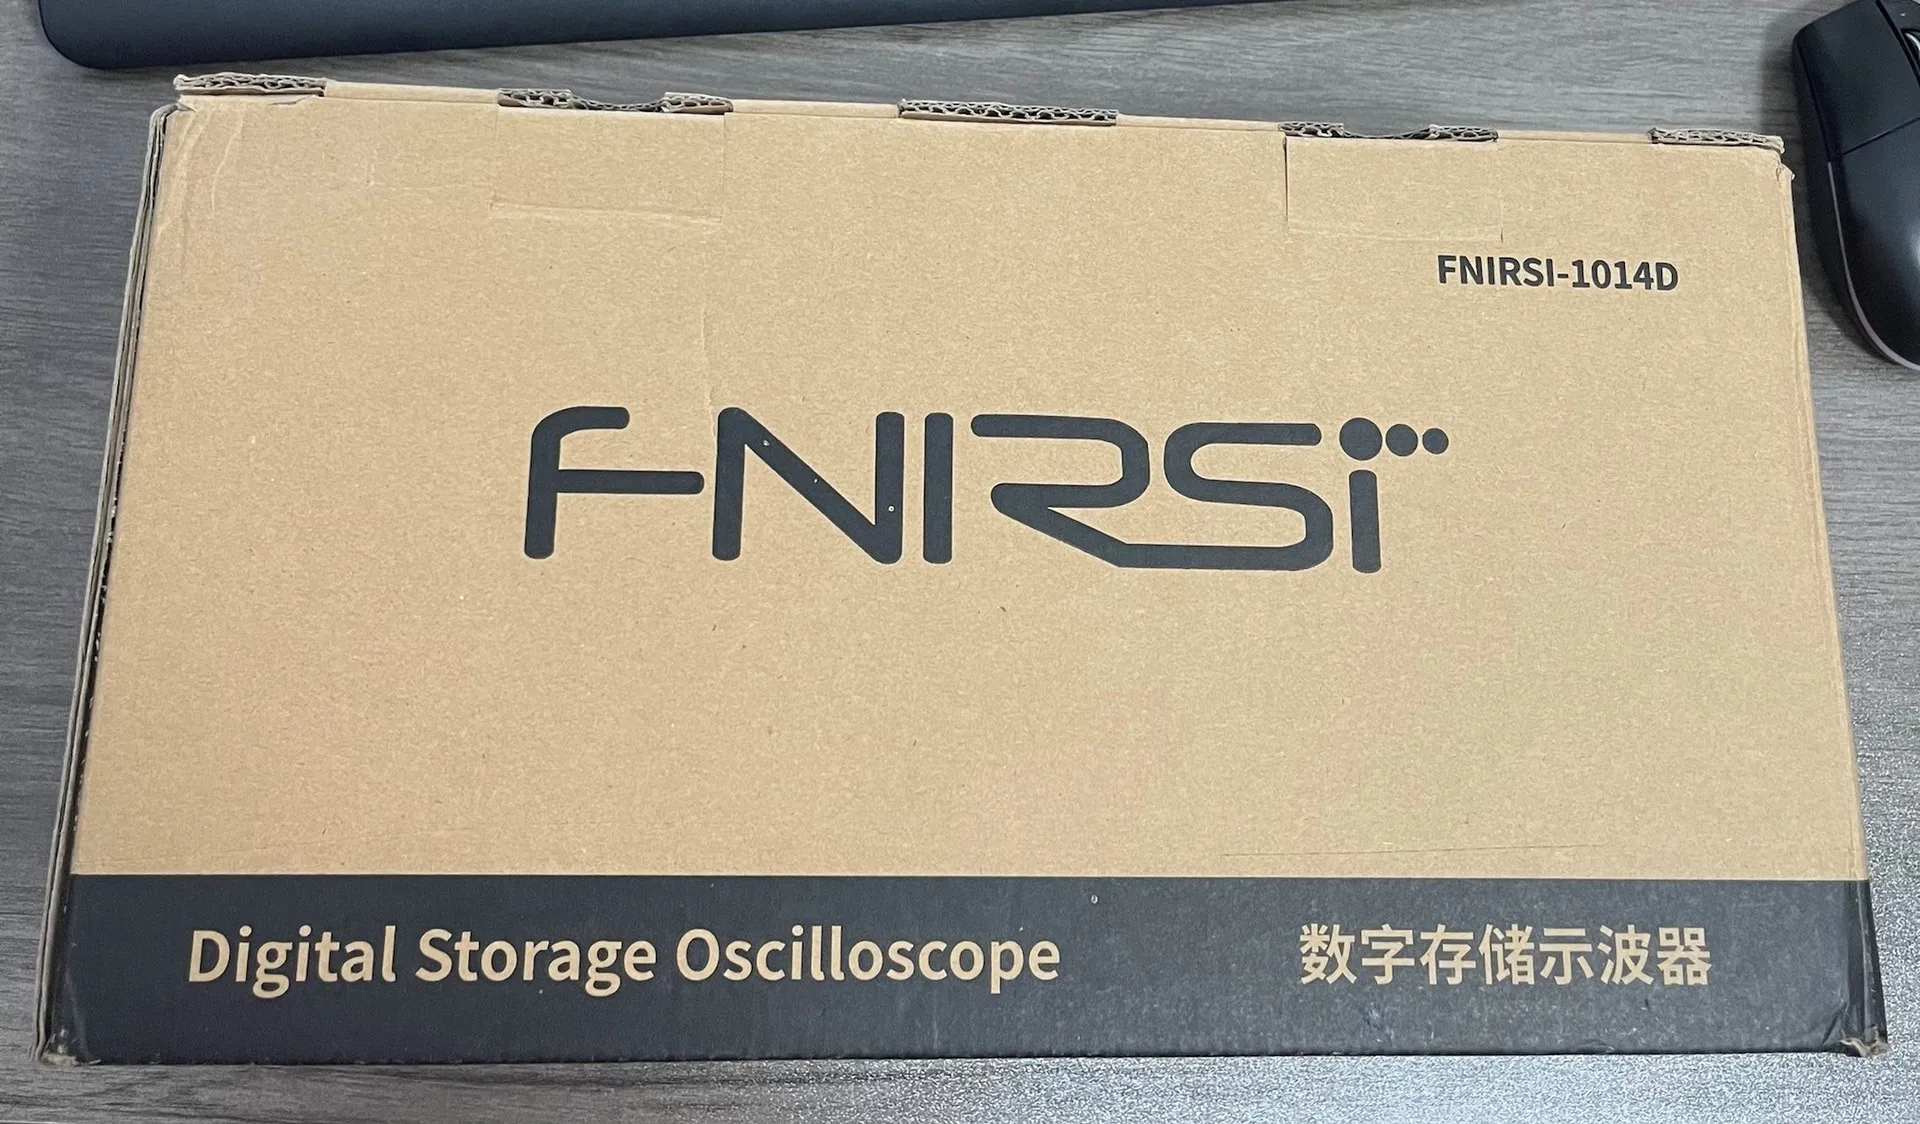 FNIRSI-1014D
FNIRSI
Digital Storage Oscilloscope
数字存储示波器